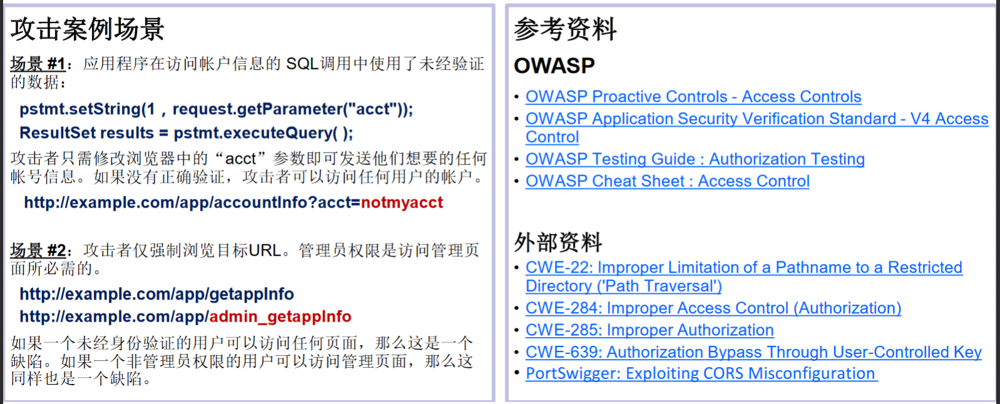 攻击案例场景
场景 #1：应用程序在访问帐户信息的 SQL调用中使用了未经验证
的数据：
pstmt.setString(1，request.getParameter("acct"));
ResultSet results = pstmt.executeQuery( );
攻击者只需修改浏览器中的“acct”参数即可发送他们想要的任何
帐号信息。如果没有正确验证，攻击者可以访问任何用户的帐户。
http://example.com/app/accountInfo?acct=notmyacct
场景 #2：攻击者仅强制浏览目标URL。管理员权限是访问管理页
面所必需的。
http://example.com/app/getappInfo
http://example.com/app/admin_getappInfo
如果一个未经身份验证的用户可以访问任何页面，那么这是一个
缺陷。如果一个非管理员权限的用户可以访问管理页面，那么这
同样也是一个缺陷。
参考资料
OWASP
• OWASP Proactive Controls - Access Controls
• OWASP Application Security Verification Standard - V4 Access
Control
• OWASP Testing Guide : Authorization Testing
• OWASP Cheat Sheet : Access Control
外部资料
• CWE-22: Improper Limitation of a Pathname to a Restricted
Directory ('Path Traversal')
• CWE-284: Improper Access Control (Authorization)
• CWE-285: Improper Authorization
• CWE-639: Authorization Bypass Through User-Controlled Key
• PortSwigger: Exploiting CORS Misconfiguration